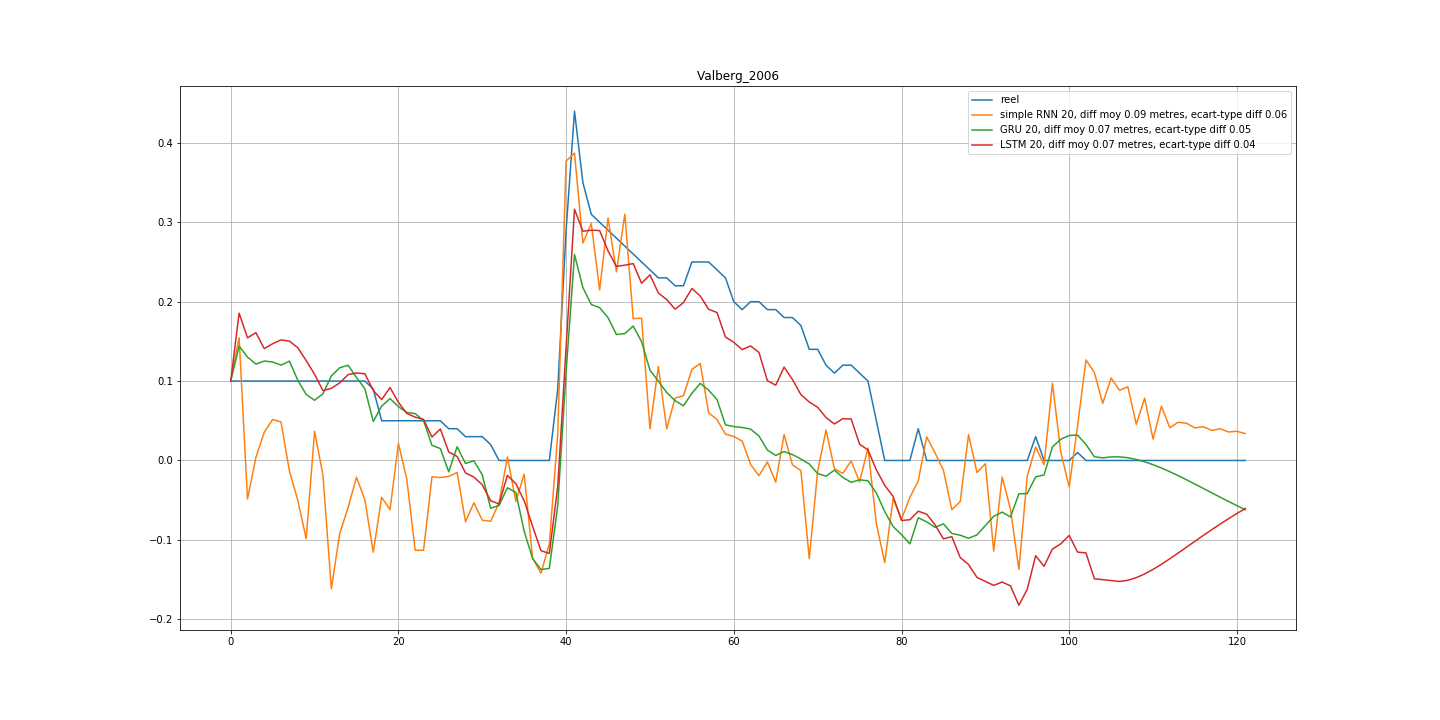 Valberg_2006
reel
simple RNN 20, diff moy 0.09 metres, ecart-type diff 0.06
GRU 20, diff moy 0.07 metres, ecart-type diff 0.05
LSTM 20, diff moy 0.07 metres, ecart-type diff 0.04
0.4
0.3
0.2
0.1
0.0
−0.1
−0.2
0 20 40 60 80 100 120